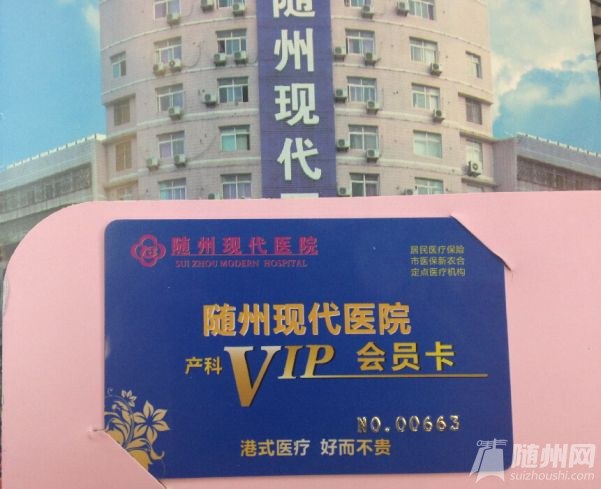 随州现代
随州现代医院
SUI ZHOU MODERN HOSPITAL
居民医疗保险
市医保新农合
定点医疗机构
随州现代医院
产科 VIP 会员卡
NO.00663
港式医疗 好而不贵
随州网
suizhoushi.com